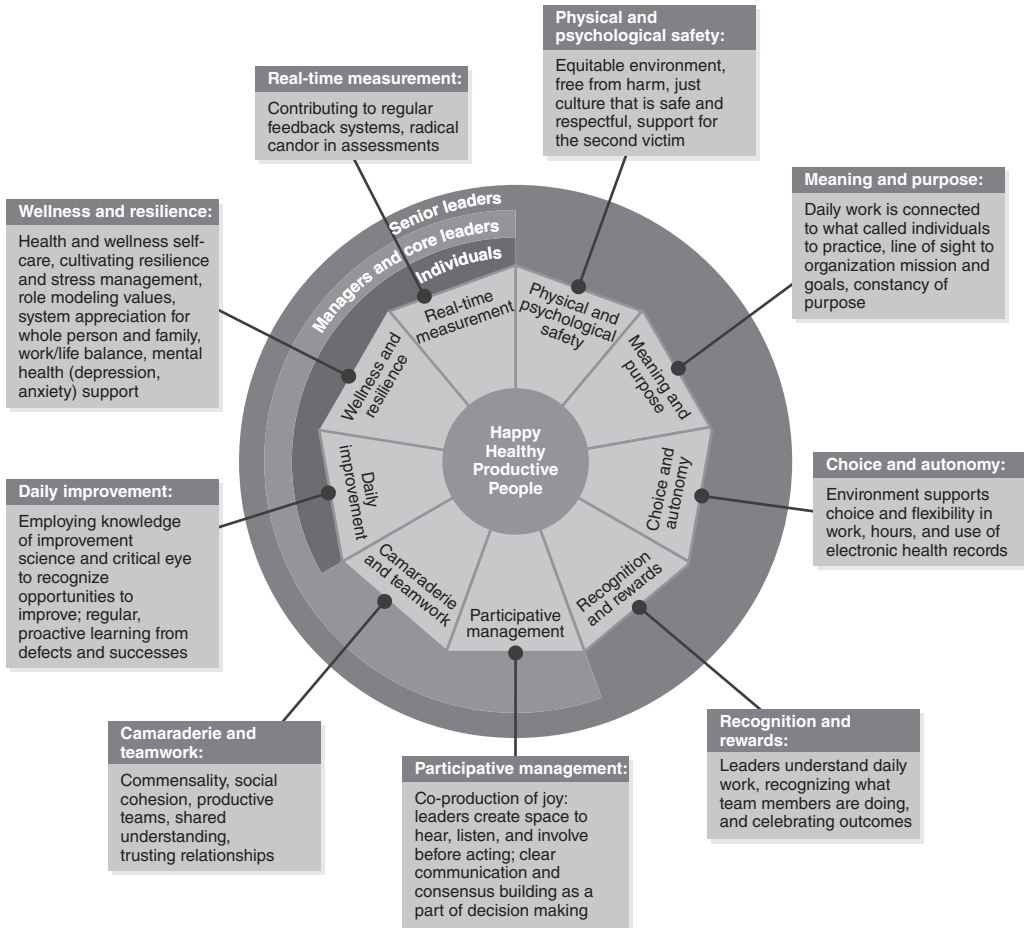 Physical and
psychological safety:
Equitable environment,
free from harm, just
culture that is safe and
respectful, support for
the second victim
Real-time measurement:
Contributing to regular
feedback systems, radical
candor in assessments
Meaning and purpose:
Daily work is connected
to what called individuals
to practice, line of sight to
organization mission and
goals, constancy of
purpose
Wellness and resilience:
Health and wellness self-
care, cultivating resilience
and stress management,
role modeling values,
system appreciation for
whole person and family,
work/life balance, mental
health (depression,
anxiety) support
Senior leaders
Managers and core leaders
Individuals
Real-time
measurement
Physical and
psychological
safety
Wellness and
resilience
Meaning and
purpose
Happy
Healthy
Productive
People
Daily
improvement
Choice and
autonomy
Camaraderie
and teamwork
Participative
management
Recognition
and rewards
Choice and autonomy:
Environment supports
choice and flexibility in
work, hours, and use of
electronic health records
Daily improvement:
Employing knowledge
of improvement
science and critical eye
to recognize
opportunities to
improve; regular,
proactive learning from
defects and successes
Camaraderie and
teamwork:
Commensality, social
cohesion, productive
teams, shared
understanding,
trusting relationships
Participative management:
Co-production of joy:
leaders create space to
hear, listen, and involve
before acting; clear
communication and
consensus building as a
part of decision making
Recognition and
rewards:
Leaders understand daily
work, recognizing what
team members are doing,
and celebrating outcomes